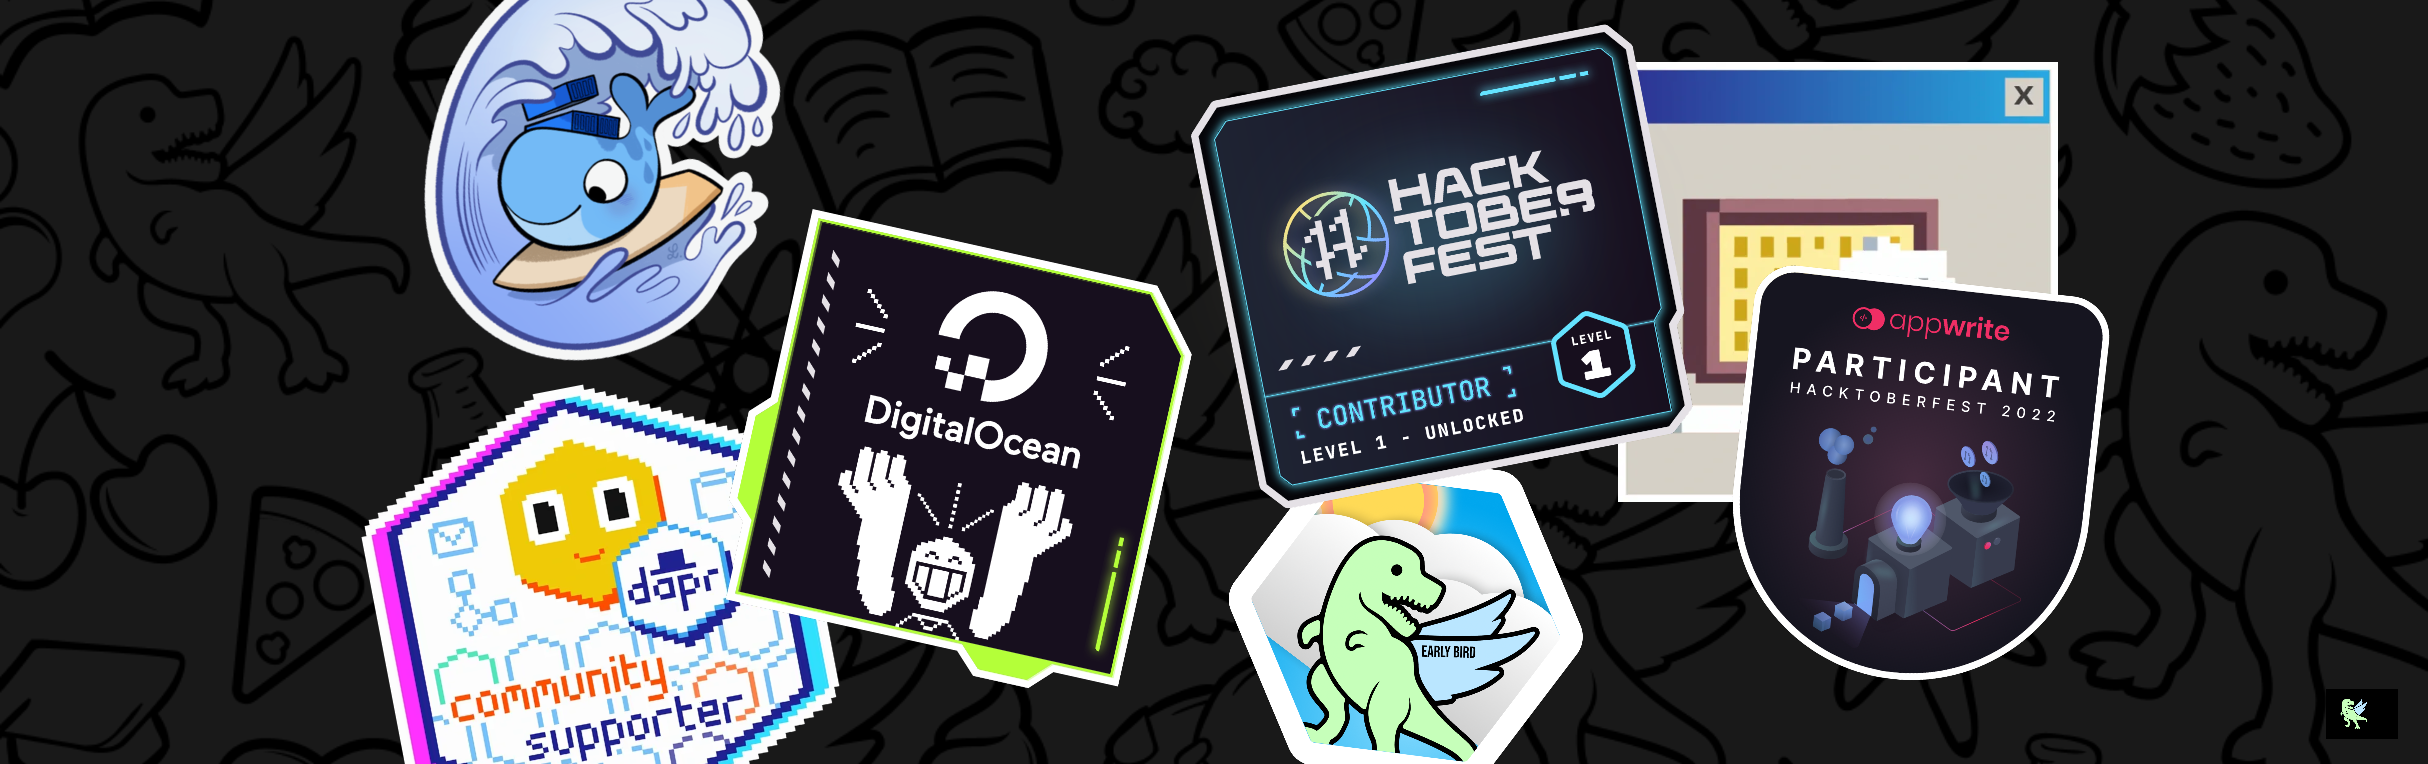 HACK
TOBER
FEST
LEVEL
1
CONTRIBUTOR
LEVEL 1 - UNLOCKED
X
DigitalOcean
appwrite
PARTICIPANT
HACKTOBERFEST 2022
dapr
community
supporter
EARLY BIRD